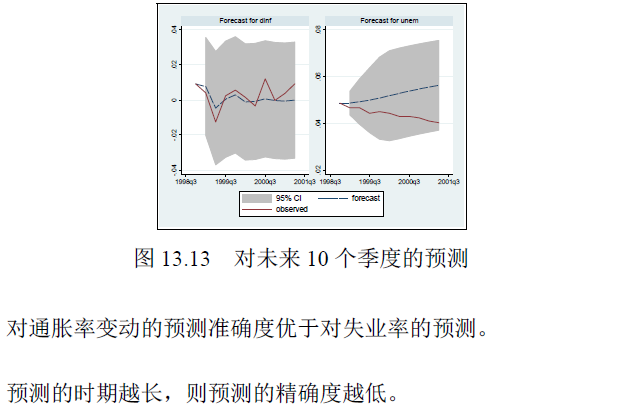 Forecast for dinf
Forecast for unem
.04
.02
0
-.02
-.04
.08
.06
.04
.02
1998q3 1999q3 2000q3 2001q3
1998q3 1999q3 2000q3 2001q3
95% CI forecast
observed
图 13.13 对未来 10 个季度的预测
对通胀率变动的预测准确度优于对失业率的预测。
预测的时期越长，则预测的精确度越低。